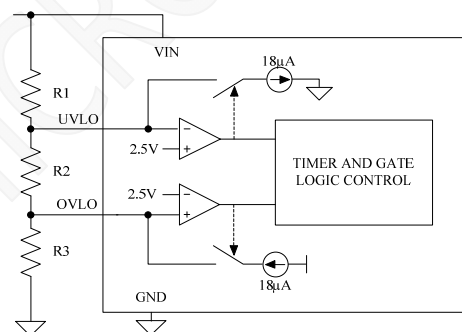 VIN
18μA
R1
UVLO
−
2.5V
+
TIMER AND GATE
LOGIC CONTROL
R2
2.5V
−
OVLO
+
R3
GND
18μA